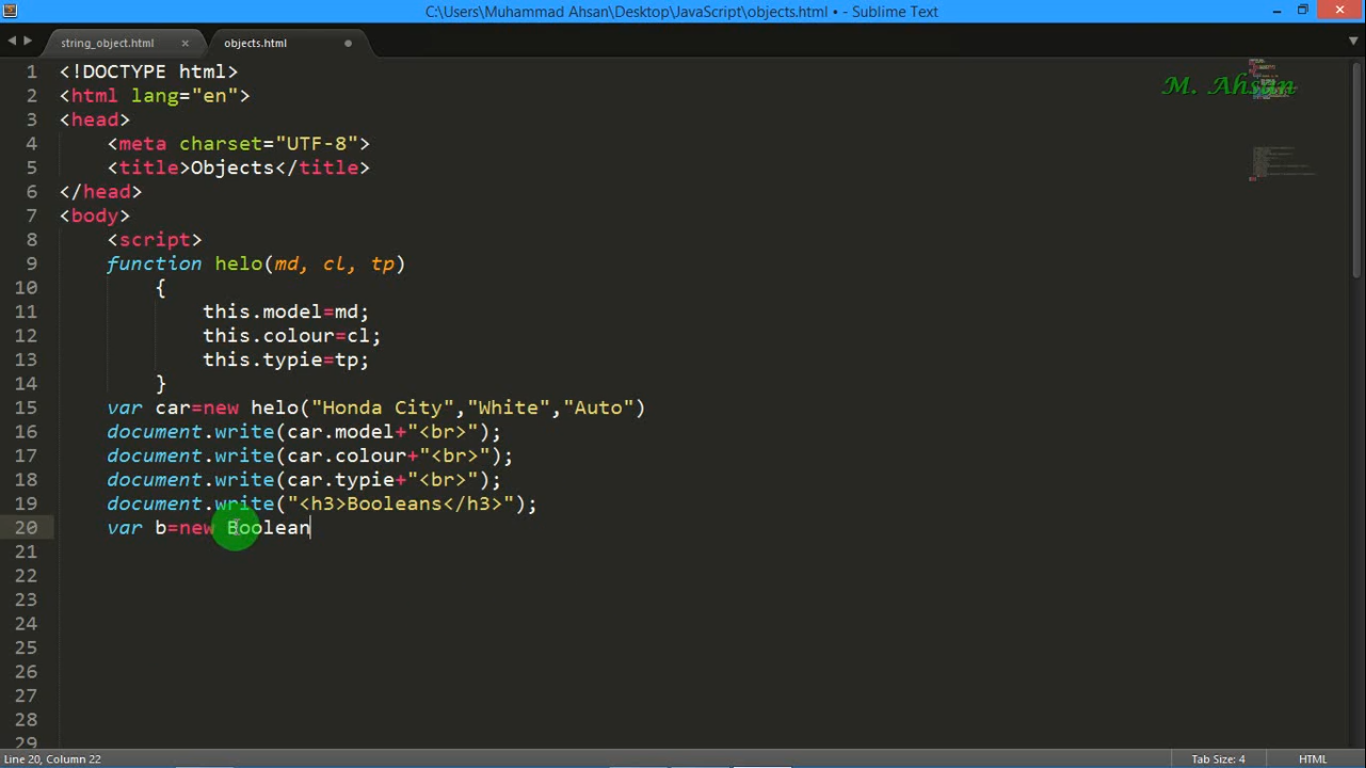 C:\Users\Muhammad Ahsan\Desktop\JavaScript\objects.html • - Sublime Text
string_object.html × objects.html
M. Ahsan
1 <!DOCTYPE html>
2 <html lang="en">
3 <head>
4 <meta charset="UTF-8">
5 <title>Objects</title>
6 </head>
7 <body>
8 <script>
9 function helo(md, cl, tp)
10 {
11 this.model=md;
12 this.colour=cl;
13 this.typie=tp;
14 }
15 var car=new helo("Honda City","White","Auto")
16 document.write(car.model+"<br>");
17 document.write(car.colour+"<br>");
18 document.write(car.typie+"<br>");
19 document.write("<h3>Booleans</h3>");
20 var b=new Boolean
21
22
23
24
25
26
27
28
29
Line 20, Column 22 Tab Size: 4 HTML